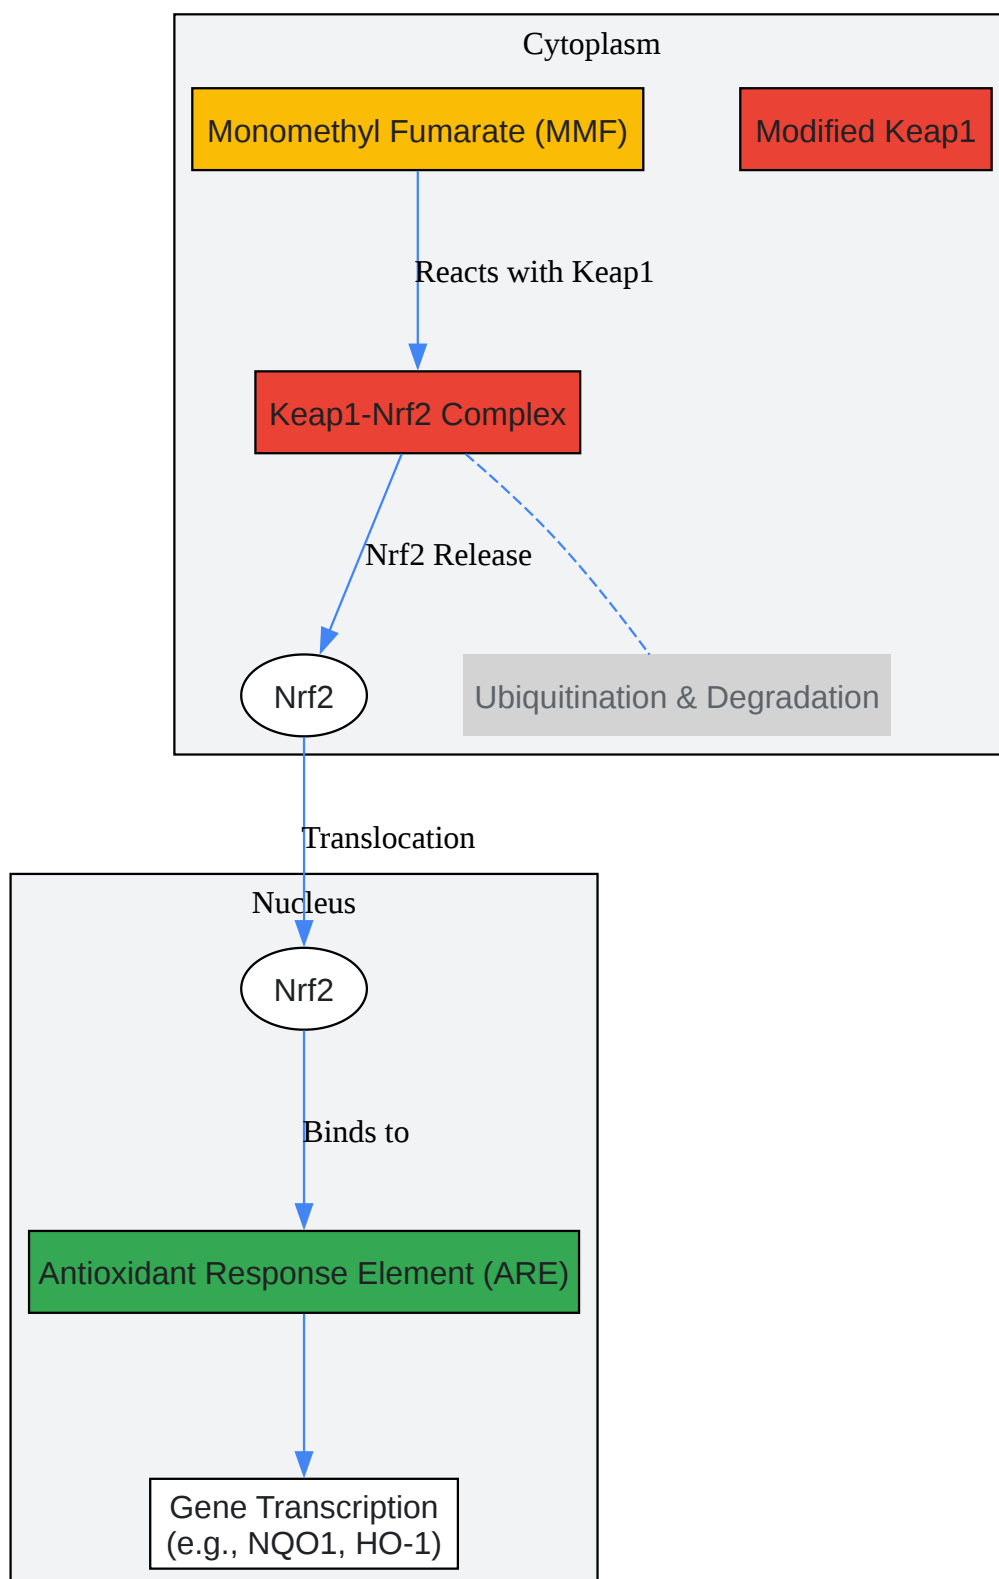 Cytoplasm
Monomethyl Fumarate (MMF)
Modified Keap1
Reacts with Keap1
Keap1-Nrf2 Complex
Nrf2 Release
Nrf2
Ubiquitination & Degradation
Translocation
Nucleus
Nrf2
Binds to
Antioxidant Response Element (ARE)
Gene Transcription
(e.g., NQO1, HO-1)